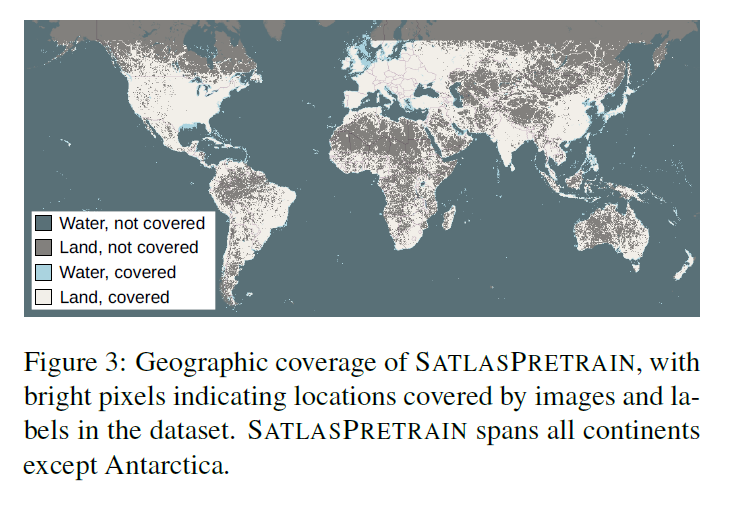 Water, not covered
Land, not covered
Water, covered
Land, covered
Figure 3: Geographic coverage of SATLASPRETRAIN, with
bright pixels indicating locations covered by images and la-
bels in the dataset. SATLASPRETRAIN spans all continents
except Antarctica.